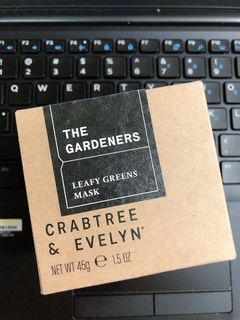 THE
GARDENERS
LEAFY GREENS
MASK
CRABTREE
& EVELYN®
NET WT 45g ℮ 1.5 OZ